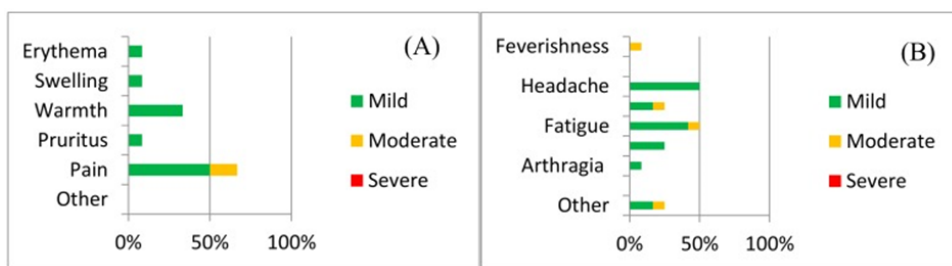 (A)
Erythema
Swelling
Warmth
Pruritus
Pain
Other
0% 50% 100%
Mild
Moderate
Severe
(B)
Feverishness
Headache
Fatigue
Arthragia
Other
0% 50% 100%
Mild
Moderate
Severe